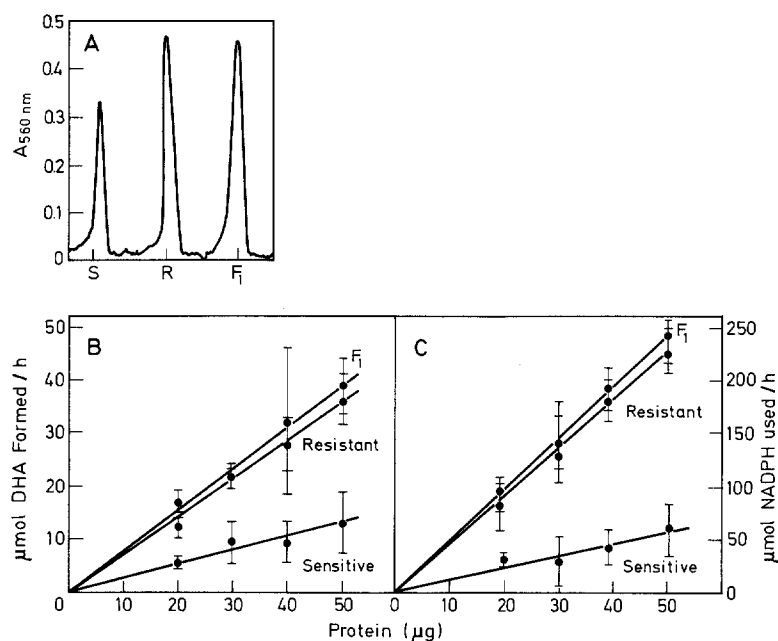 A
A560 nm
0.5
0.4
0.3
0.2
0.1
0
S R F1
B
µmol DHA Formed / h
50
40
30
20
10
0
F1
Resistant
Sensitive
10 20 30 40 50
C
F1
Resistant
Sensitive
250
200
150
100
50
0
µmol NADPH used / h
0 10 20 30 40 50
Protein (µg)